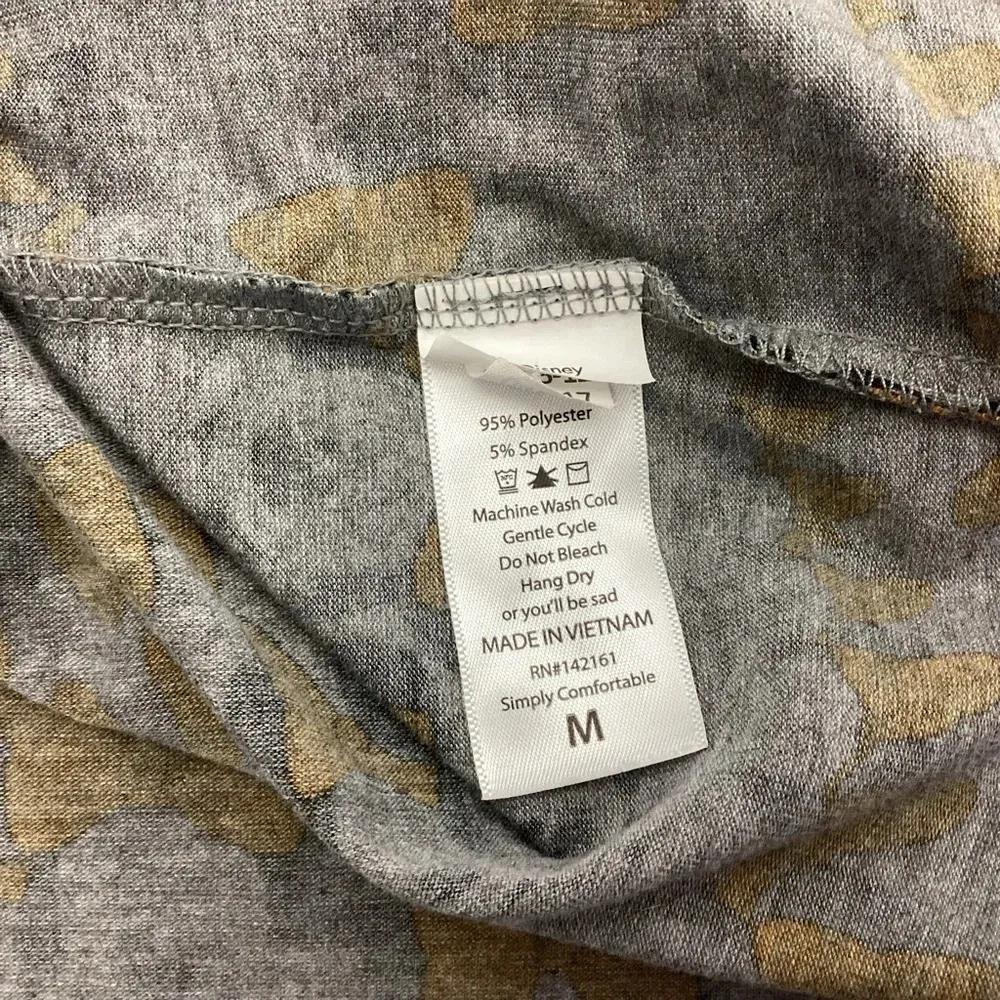 Disney
95% Polyester
5% Spandex
Machine Wash Cold
Gentle Cycle
Do Not Bleach
Hang Dry
or you'll be sad
MADE IN VIETNAM
RN#142161
Simply Comfortable
M